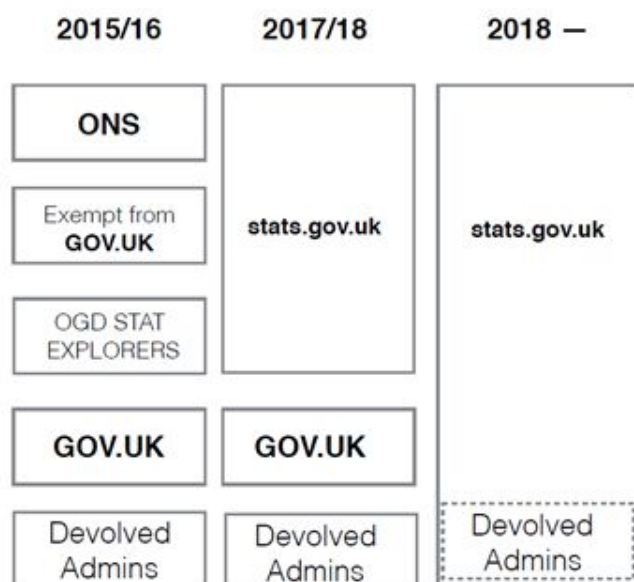 2015/16 2017/18 2018 —
ONS
Exempt from
GOV.UK
stats.gov.uk
stats.gov.uk
OGD STAT
EXPLORERS
GOV.UK
GOV.UK
Devolved
Admins
Devolved
Admins
Devolved
Admins